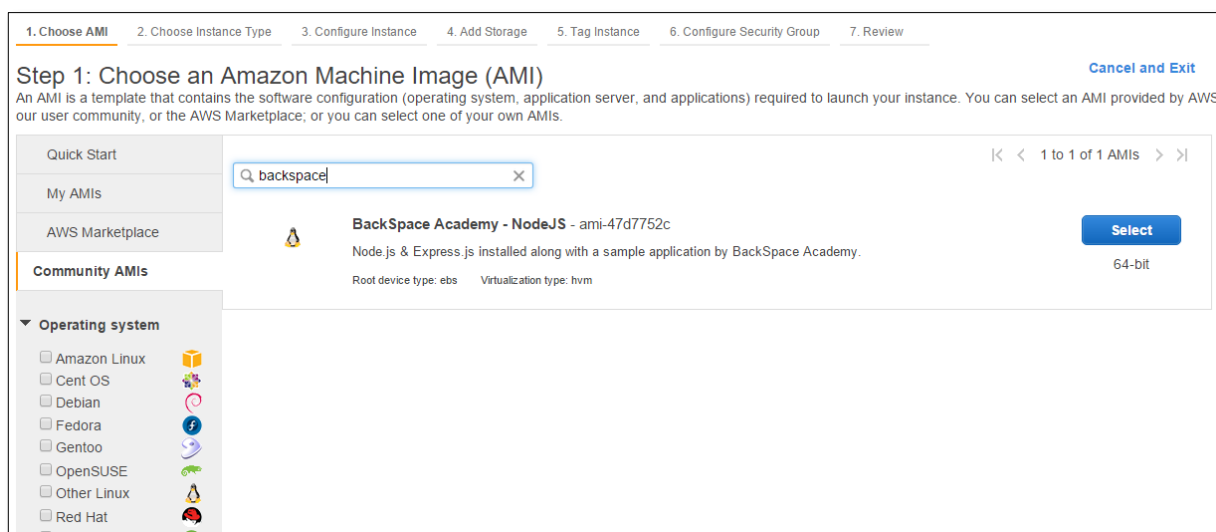 1. Choose AMI 2. Choose Instance Type 3. Configure Instance 4. Add Storage 5. Tag Instance 6. Configure Security Group 7. Review
Step 1: Choose an Amazon Machine Image (AMI)
Cancel and Exit
An AMI is a template that contains the software configuration (operating system, application server, and applications) required to launch your instance. You can select an AMI provided by AWS
our user community, or the AWS Marketplace; or you can select one of your own AMIs.
Quick Start
My AMIs
AWS Marketplace
Community AMIs
Operating system
Amazon Linux
Cent OS
Debian
Fedora
Gentoo
OpenSUSE
Other Linux
Red Hat
1 to 1 of 1 AMIs
backspace
BackSpace Academy - NodeJS - ami-47d7752c
Node.js & Express.js installed along with a sample application by BackSpace Academy.
Root device type: ebs Virtualization type: hvm
Select
64-bit